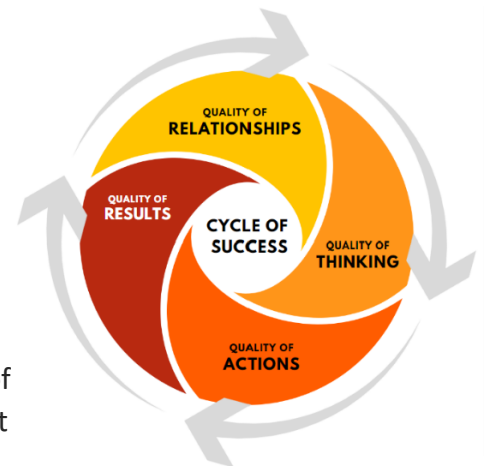 QUALITY OF
RELATIONSHIPS
QUALITY OF
RESULTS
CYCLE OF
SUCCESS
QUALITY OF
THINKING
QUALITY OF
ACTIONS
f
t